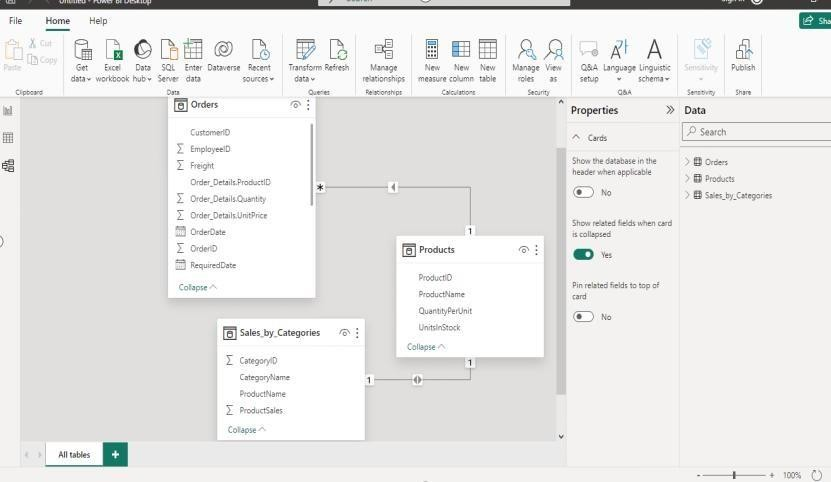 Untitled - Power BI Desktop
Search
File
Home
Help
Sha
Paste
Cut
Copy
Get data
Excel workbook
Data hub
SQL Server
Enter data
Dataverse
Recent sources
Transform data
Refresh
Manage relationships
New measure
New column
New table
Manage roles
View as
Q&A setup
Language
Linguistic schema
Sensitivity
Publish
Clipboard
Data
Queries
Relationships
Calculations
Security
Q&A
Sensitivity
Share
Orders
CustomerID
∑ EmployeeID
∑ Freight
Order_Details.ProductID
∑ Order_Details.Quantity
∑ Order_Details.UnitPrice
OrderDate
∑ OrderID
RequiredDate
Collapse
*
1
Products
ProductID
ProductName
QuantityPerUnit
UnitsInStock
Collapse
1
1
Sales_by_Categories
∑ CategoryID
CategoryName
ProductName
∑ ProductSales
Collapse
All tables
+
Properties
Cards
Show the database in the
header when applicable
No
Show related fields when card
is collapsed
Yes
Pin related fields to top of
card
No
Data
Search
Orders
Products
Sales_by_Categories
- + 100%